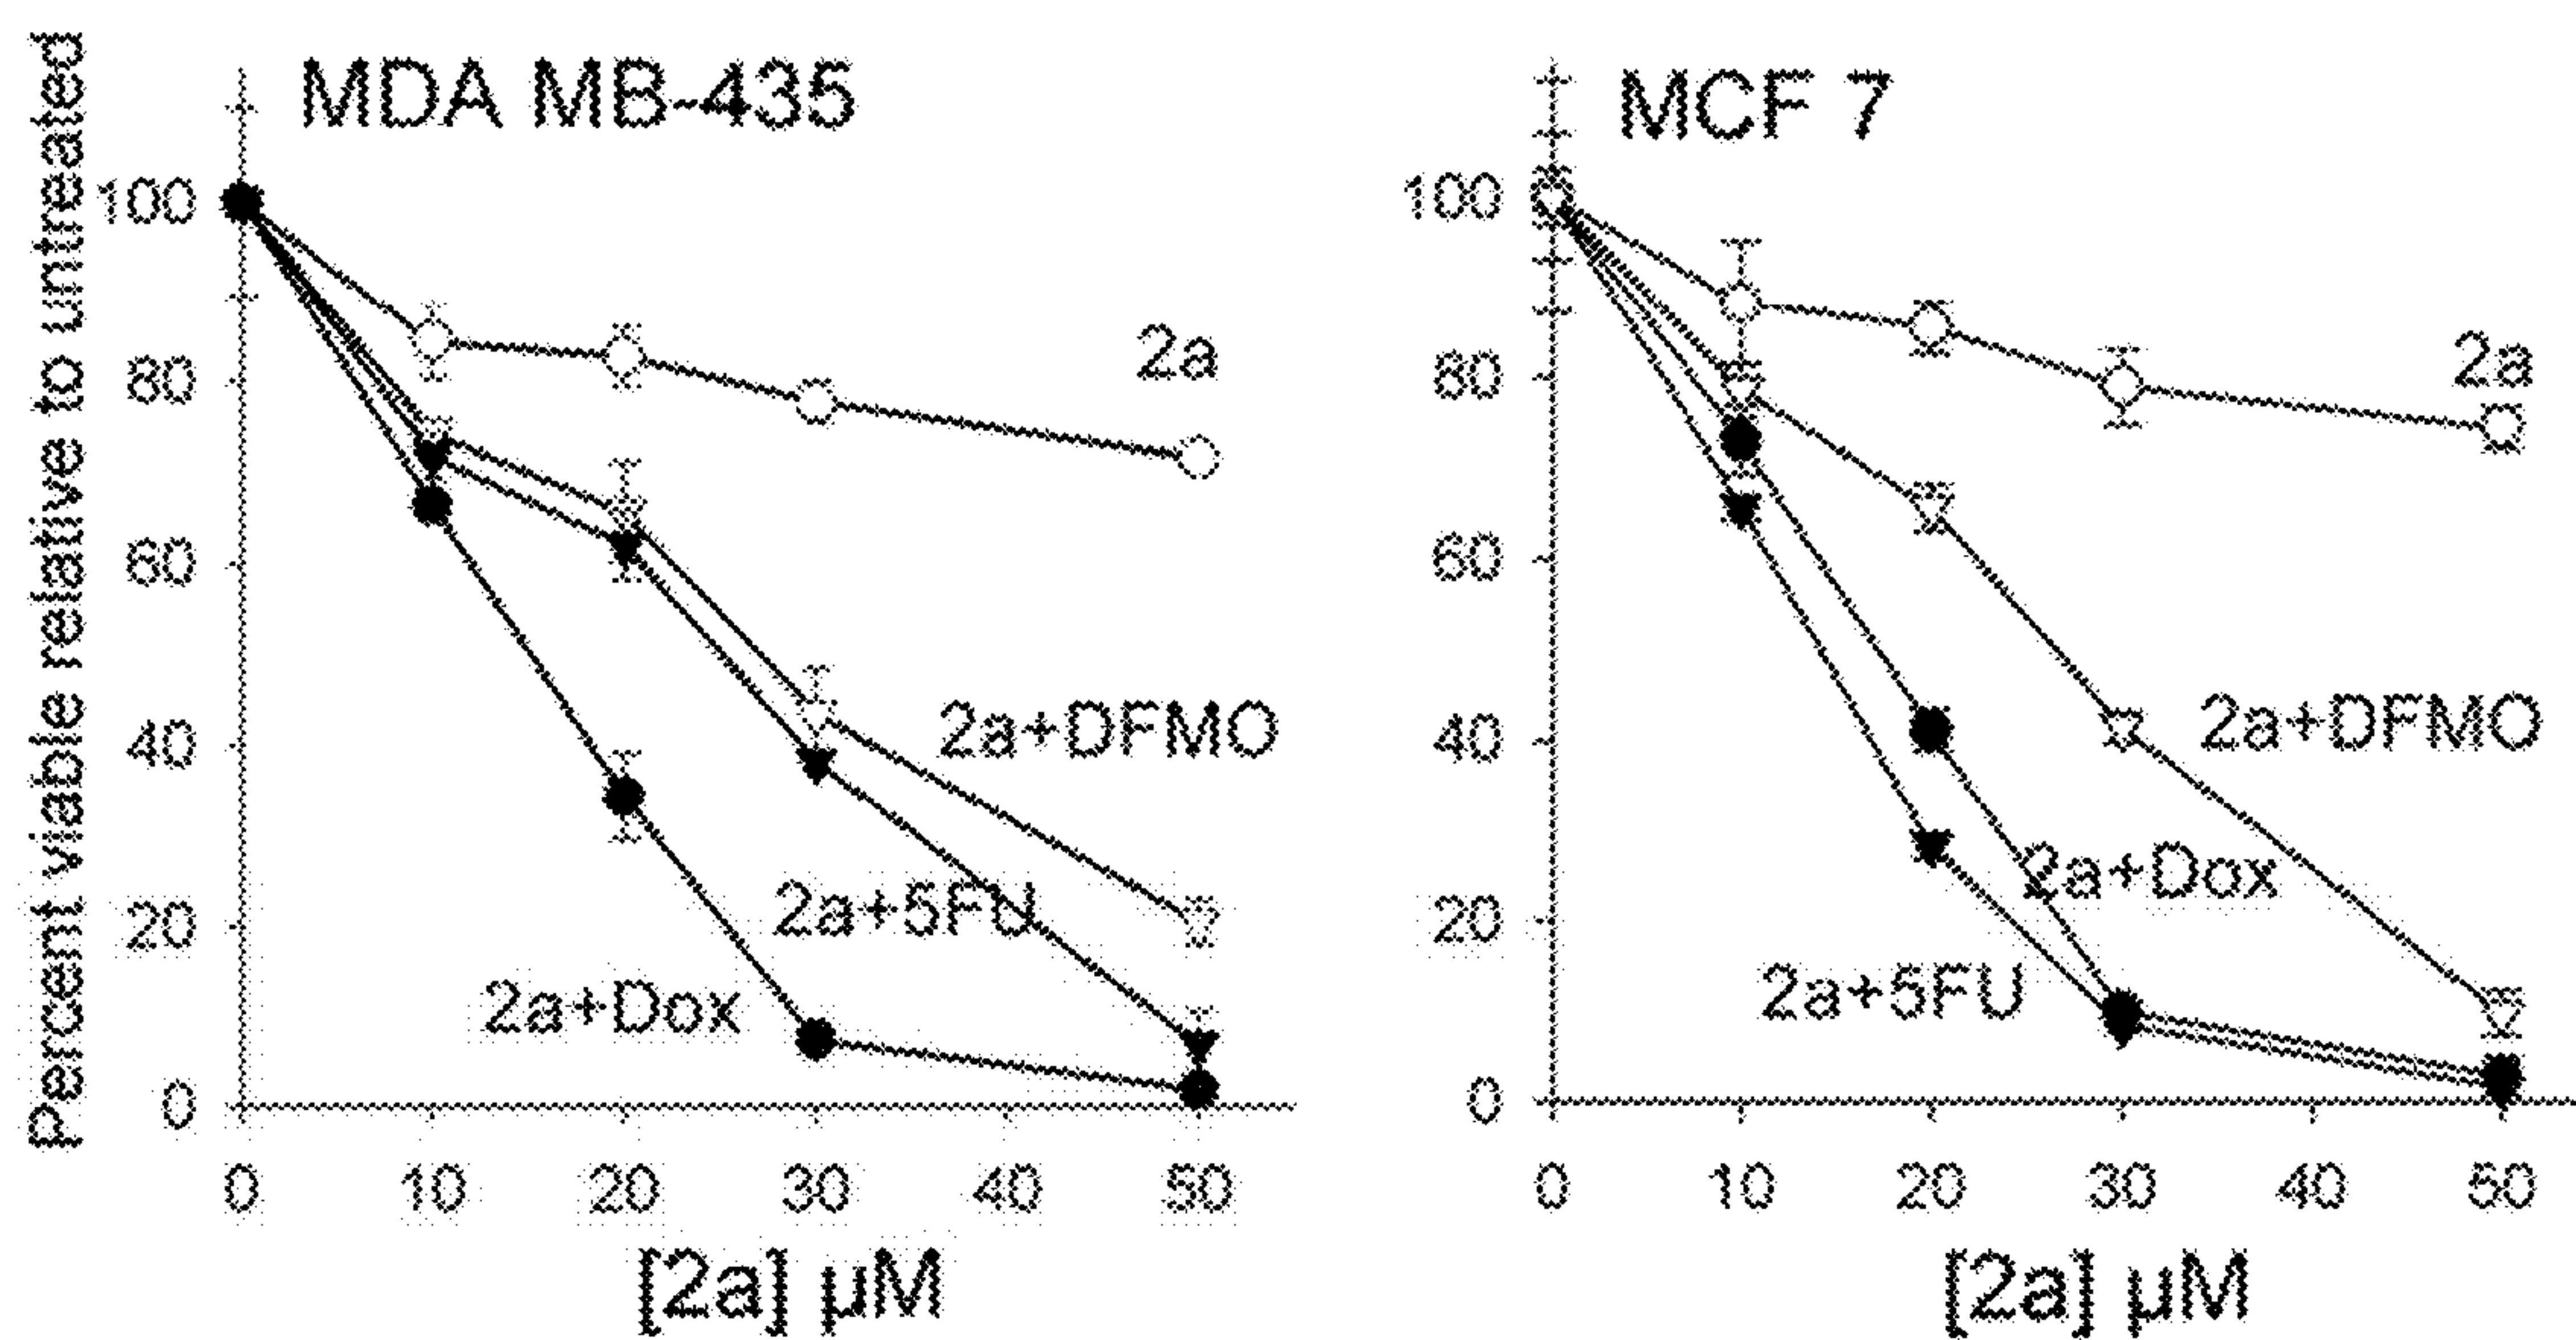 Percent viable relative to untreated
MDA MB-435
100
80
60
40
20
0
2a
2a+DFMO
2a+5FU
2a+Dox
0 10 20 30 40 50
[2a] µM
MCF 7
100
80
60
40
20
0
2a
2a+DFMO
2a+Dox
2a+5FU
0 10 20 30 40 50
[2a] µM